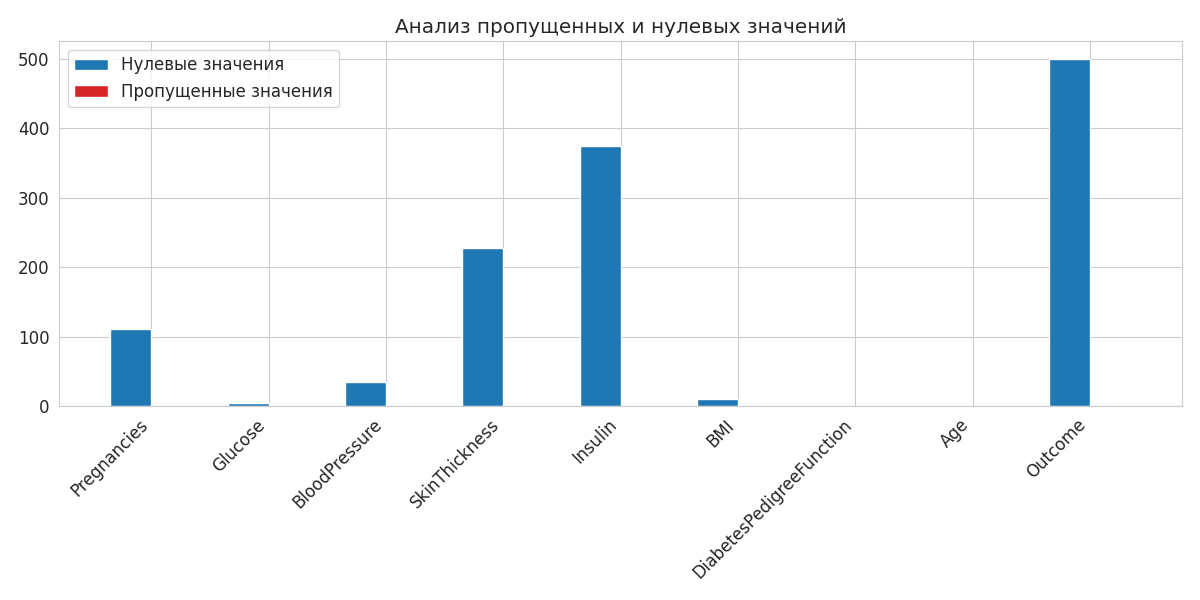 Анализ пропущенных и нулевых значений
Нулевые значения
Пропущенные значения
500
400
300
200
100
0
Pregnancies
Glucose
BloodPressure
SkinThickness
Insulin
BMI
DiabetesPedigreeFunction
Age
Outcome